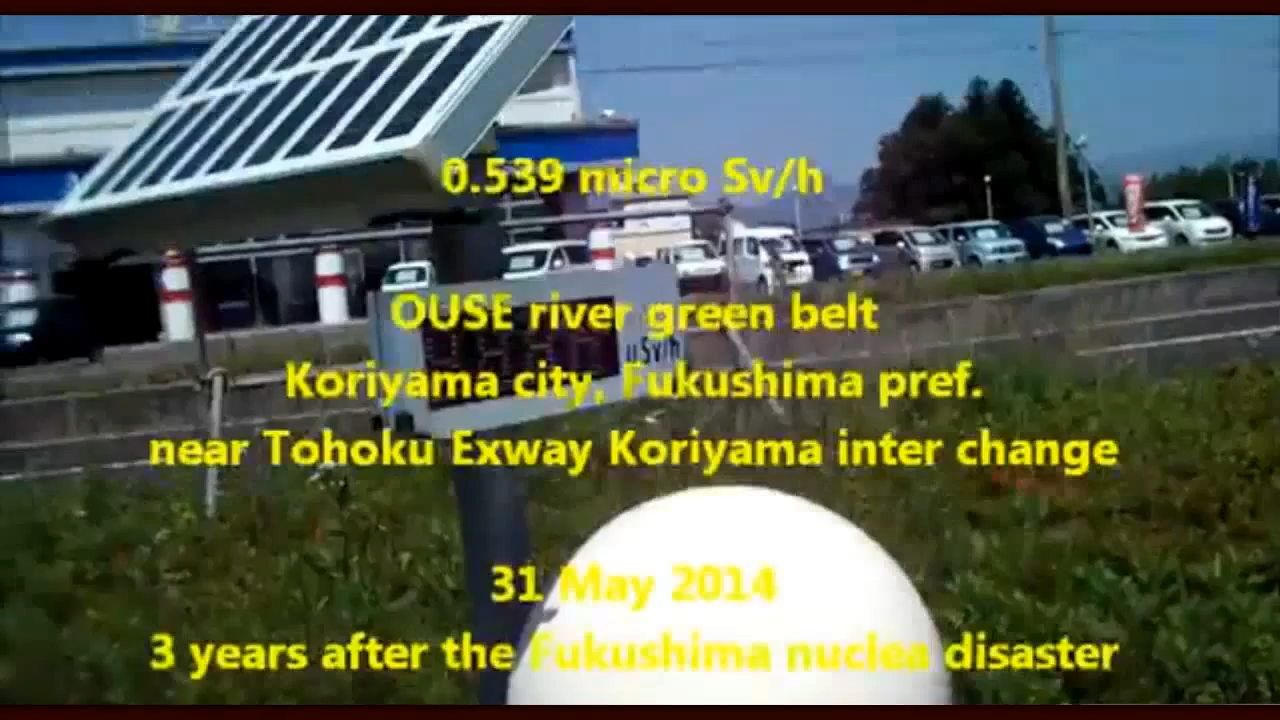 0.539 micro Sv/h
OUSE river green belt
μSv/h
Koriyama city, Fukushima pref.
near Tohoku Exway Koriyama inter change
31 May 2014
3 years after the Fukushima nuclea disaster